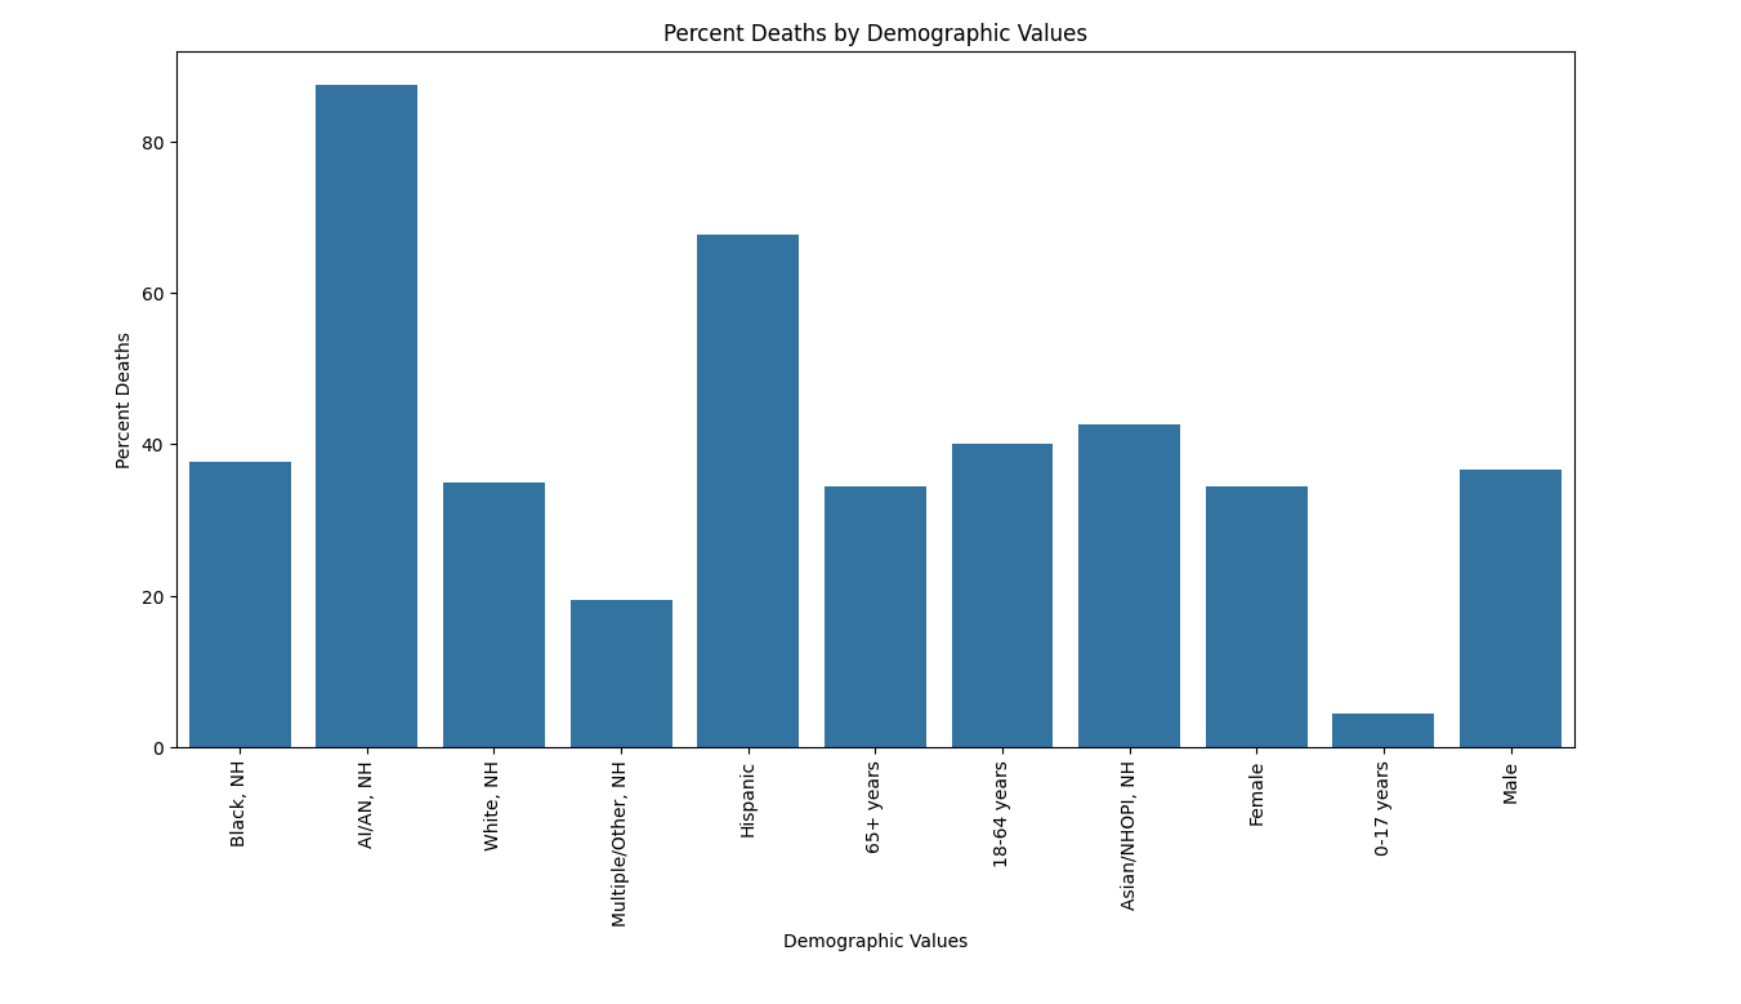 Percent Deaths by Demographic Values
Percent Deaths
80
60
40
20
0
Black, NH
AI/AN, NH
White, NH
Multiple/Other, NH
Hispanic
65+ years
18-64 years
Asian/NHOPI, NH
Female
0-17 years
Male
Demographic Values